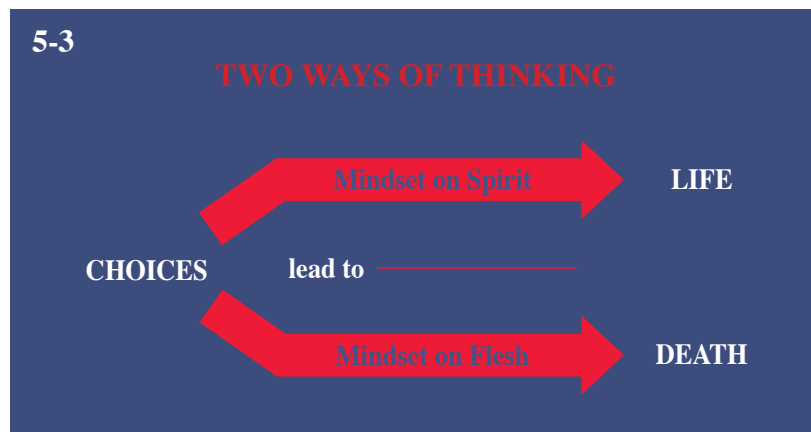 5-3
TWO WAYS OF THINKING
Mindset on Spirit
LIFE
CHOICES
lead to
Mindset on Flesh
DEATH